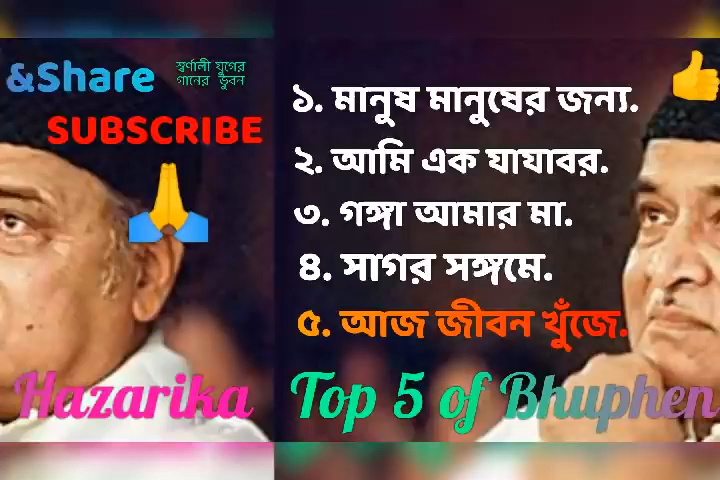 &Share
স্বর্ণালী যুগের
গানের ভুবন
SUBSCRIBE
১. মানুষ মানুষের জন্য.
২. আমি এক যাযাবর.
৩. গঙ্গা আমার মা.
৪. সাগর সঙ্গমে.
৫. আজ জীবন খুঁজে.
Hazarika Top 5 of Bhuphen